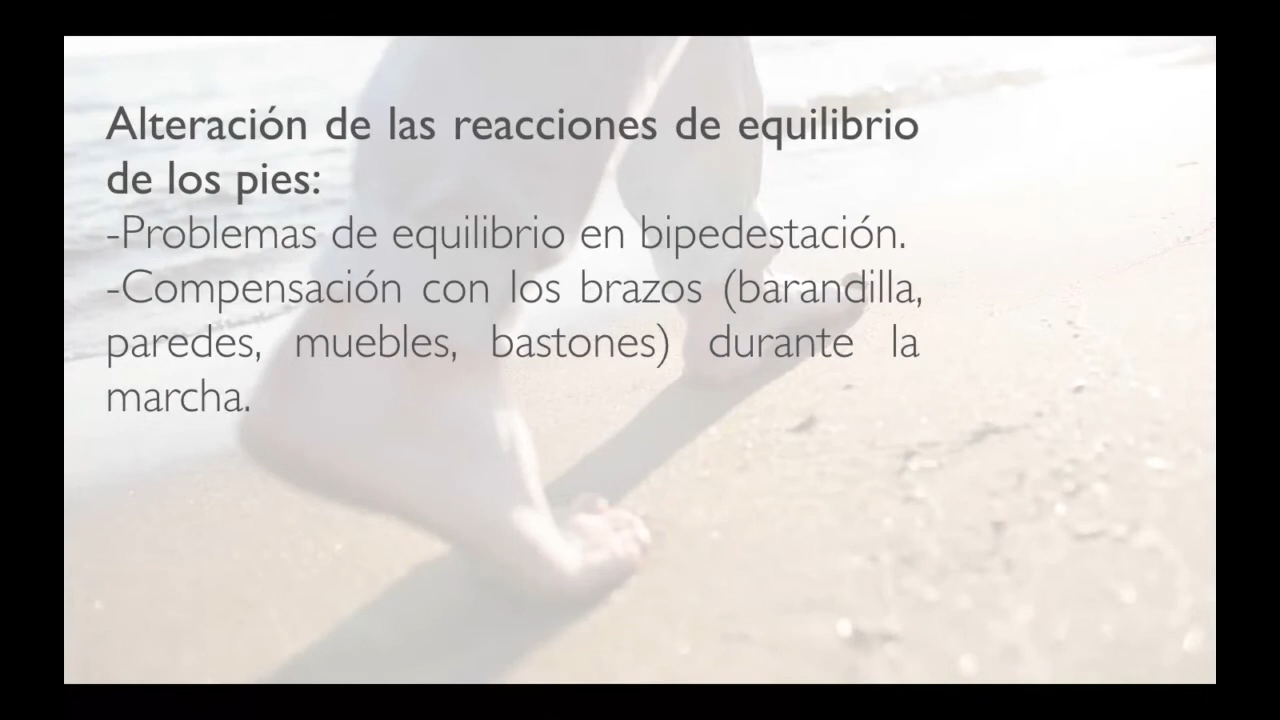 Alteración de las reacciones de equilibrio
de los pies:
-Problemas de equilibrio en bipedestación.
-Compensación con los brazos (barandilla,
paredes, muebles, bastones) durante la
marcha.